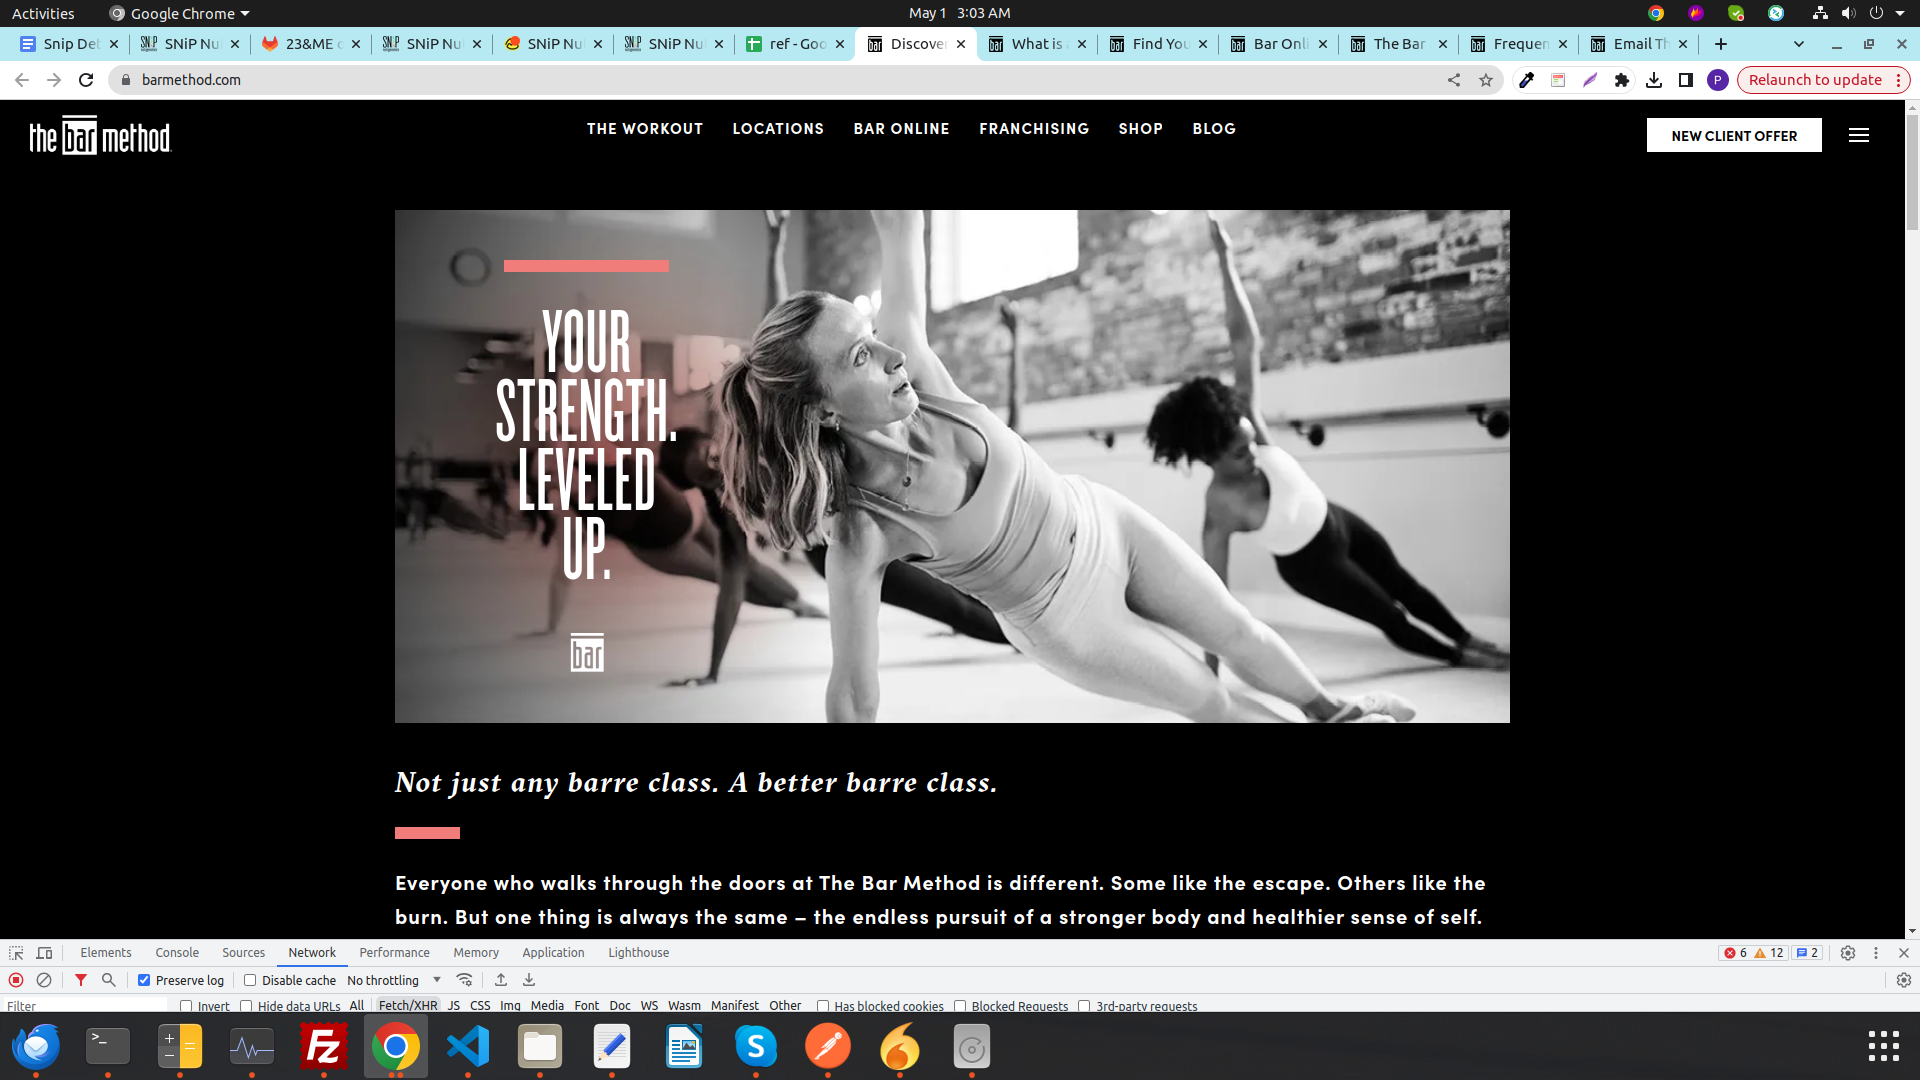 Activities
Google Chrome
May 1 3:03 AM
Snip De
SNiP Nu
23&ME
SNiP Nu
SNiP Nu
SNiP Nu
ref - Goo
Discove
What is
Find You
Bar Onli
The Bar
Frequen
Email Th
barmethod.com
P
Relaunch to update
the bar method
THE WORKOUT
LOCATIONS
BAR ONLINE
FRANCHISING
SHOP
BLOG
NEW CLIENT OFFER
YOUR
STRENGTH.
LEVELED
UP.
bar
Not just any barre class. A better barre class.
Everyone who walks through the doors at The Bar Method is different. Some like the escape. Others like the
burn. But one thing is always the same – the endless pursuit of a stronger body and healthier sense of self.
Elements
Console
Sources
Network
Performance
Memory
Application
Lighthouse
6
12
2
Preserve log
Disable cache
No throttling
Filter
Invert
Hide data URLs
All
Fetch/XHR
JS
CSS
Img
Media
Font
Doc
WS
Wasm
Manifest
Other
Has blocked cookies
Blocked Requests
3rd-party requests